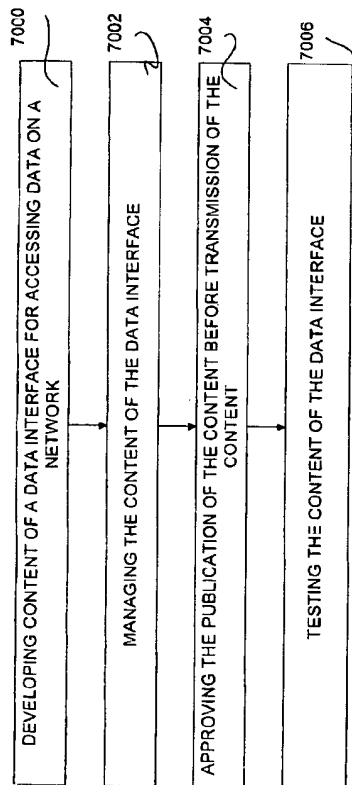 7000
DEVELOPING CONTENT OF A DATA INTERFACE FOR ACCESSING DATA ON A
NETWORK
7002
MANAGING THE CONTENT OF THE DATA INTERFACE
7004
APPROVING THE PUBLICATION OF THE CONTENT BEFORE TRANSMISSION OF THE
CONTENT
7006
TESTING THE CONTENT OF THE DATA INTERFACE